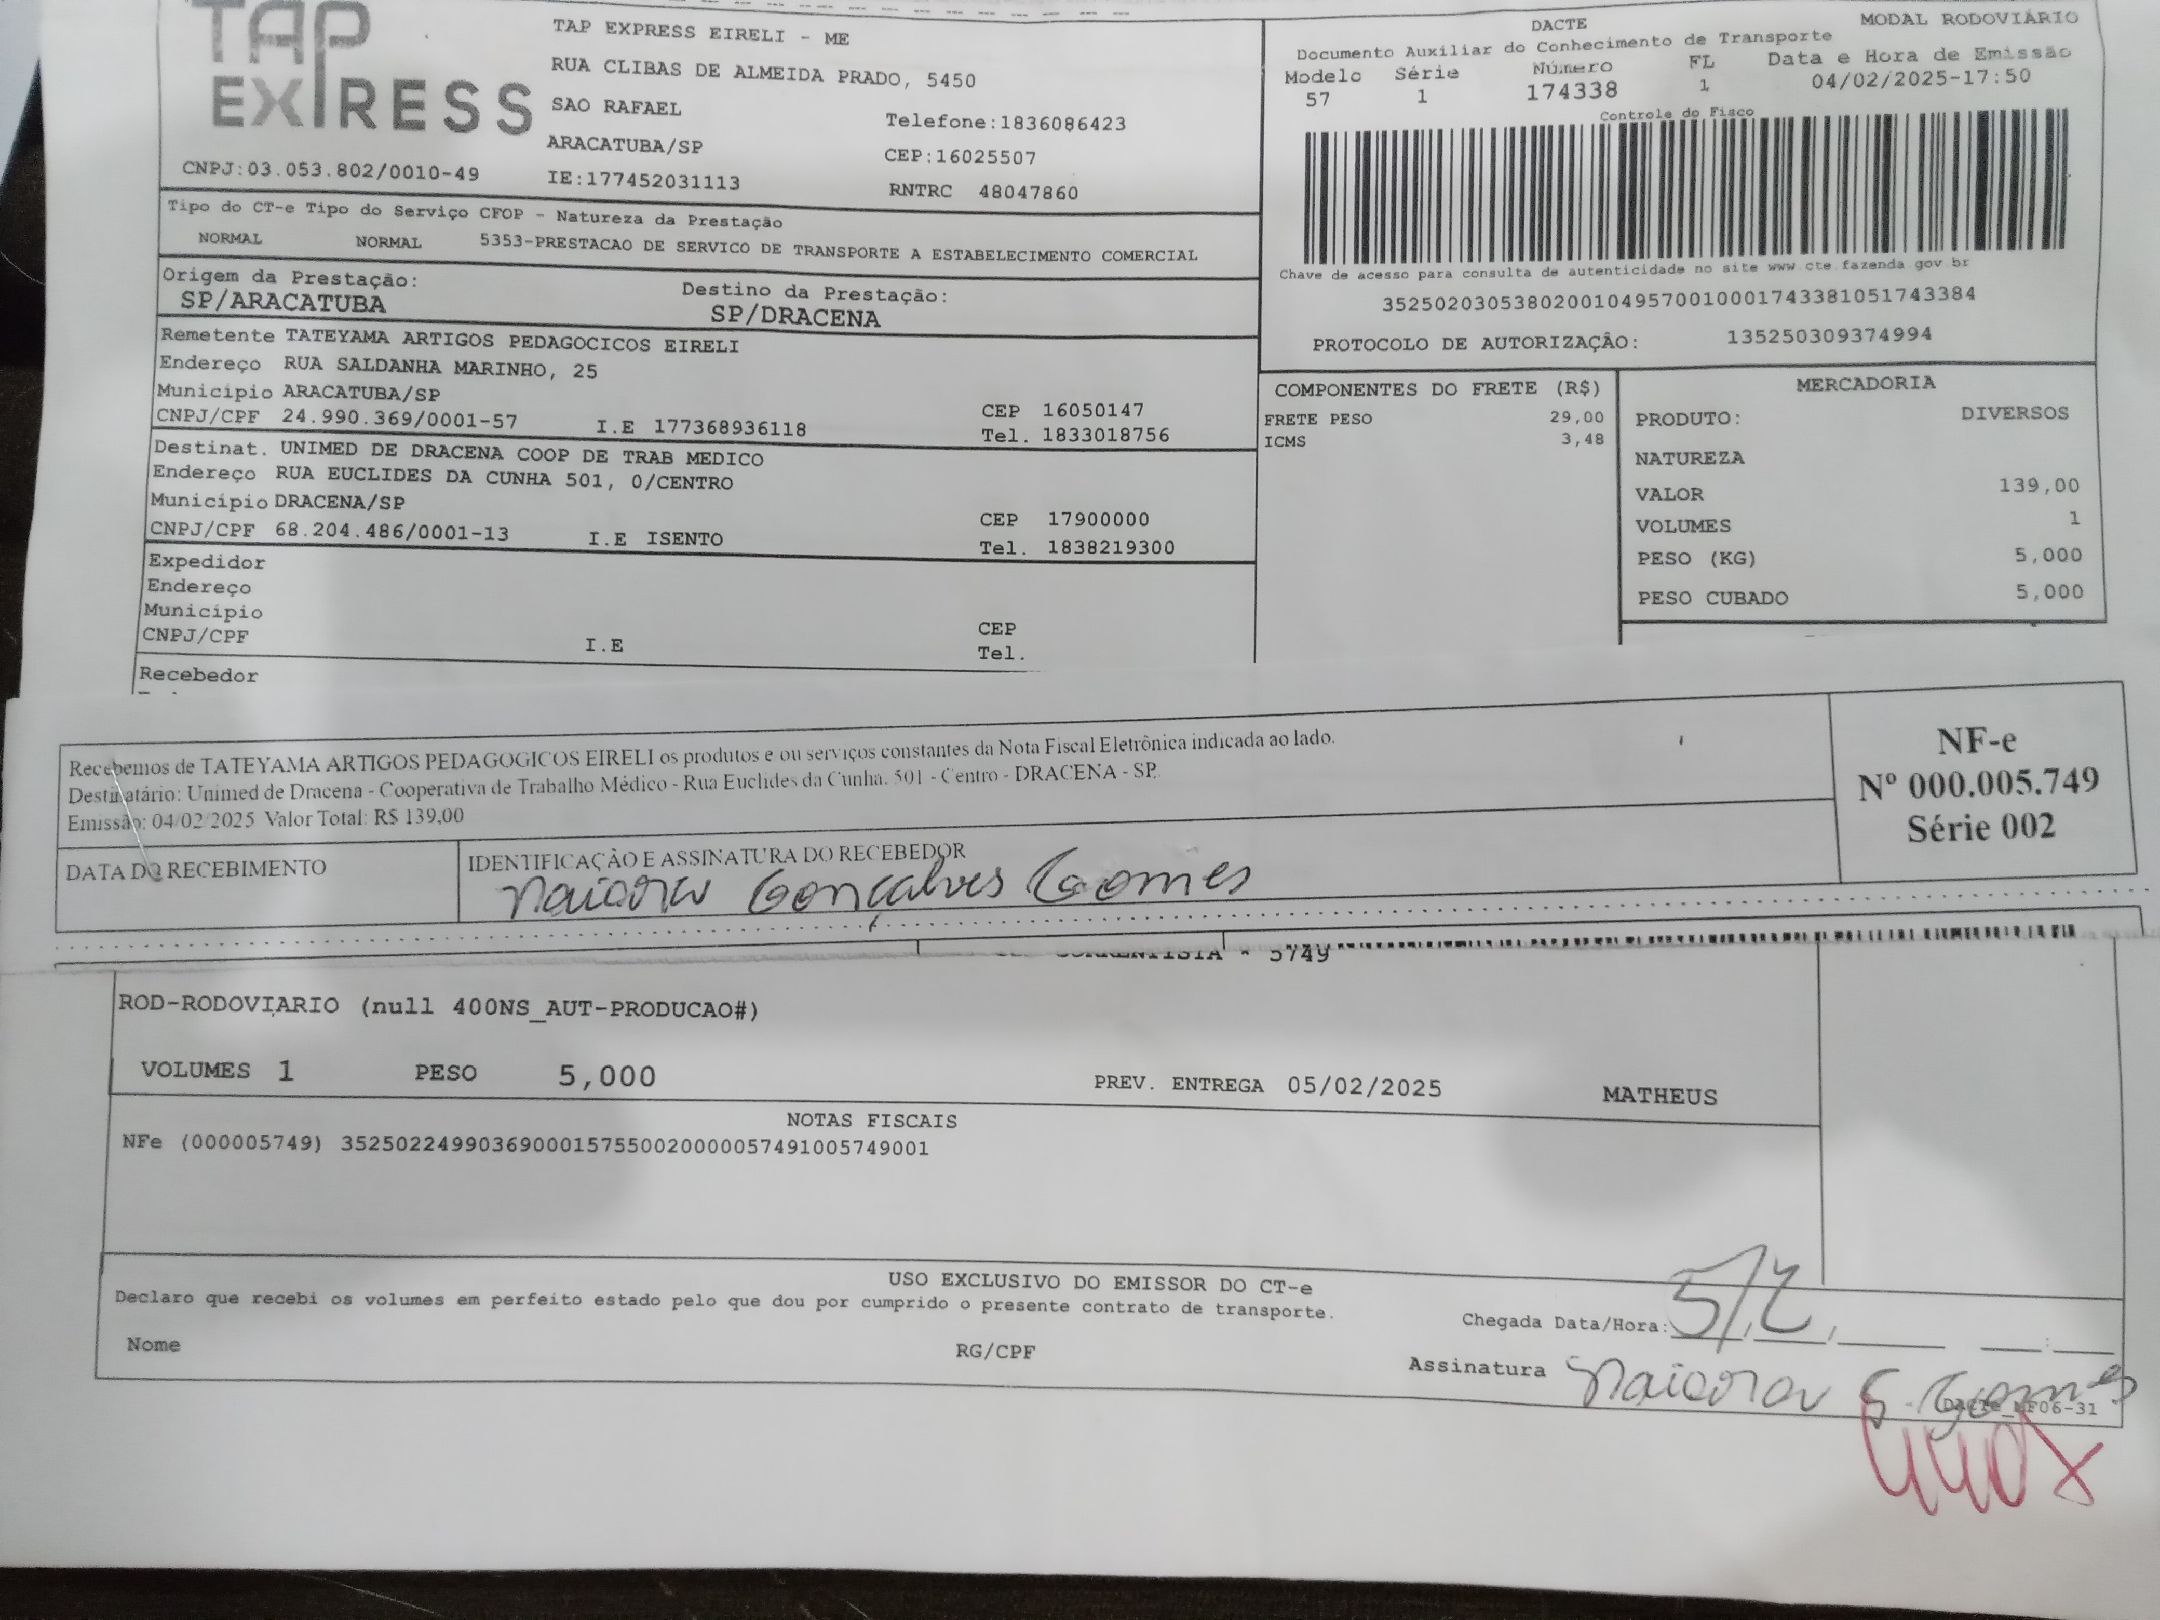 TAP
EXPRESS
TAP EXPRESS EIRELI - ME
RUA CLIBAS DE ALMEIDA PRADO, 5450
SAO RAFAEL
Telefone:1836086423
ARACATUBA/SP
CEP:16025507
CNPJ:03.053.802/0010-49
IE:177452031113
RNTRC 48047860
DACTE
MODAL RODOVIÁRIO
Documento Auxiliar do Conhecimento de Transporte
Modelo Série Número FL Data e Hora de Emissão
57 1 174338 1 04/02/2025-17:50
Controle do Fisco
Chave de acesso para consulta de autenticidade no site www.cte.fazenda.gov.br
35250203053802001049570010001743381051743384
PROTOCOLO DE AUTORIZAÇÃO: 135250309374994
Tipo do CT-e Tipo do Serviço CFOP - Natureza da Prestação
NORMAL NORMAL 5353-PRESTACAO DE SERVICO DE TRANSPORTE A ESTABELECIMENTO COMERCIAL
Origem da Prestação: Destino da Prestação:
SP/ARACATUBA SP/DRACENA
Remetente TATEYAMA ARTIGOS PEDAGOCICOS EIRELI
Endereço RUA SALDANHA MARINHO, 25
Município ARACATUBA/SP CEP 16050147
CNPJ/CPF 24.990.369/0001-57 I.E 177368936118 Tel. 1833018756
Destinat. UNIMED DE DRACENA COOP DE TRAB MEDICO
Endereço RUA EUCLIDES DA CUNHA 501, 0/CENTRO
Município DRACENA/SP CEP 17900000
CNPJ/CPF 68.204.486/0001-13 I.E ISENTO Tel. 1838219300
Expedidor
Endereço
Município CEP
CNPJ/CPF I.E Tel.
Recebedor
COMPONENTES DO FRETE (R$)
FRETE PESO 29,00
ICMS 3,48
MERCADORIA
PRODUTO: DIVERSOS
NATUREZA
VALOR 139,00
VOLUMES 1
PESO (KG) 5,000
PESO CUBADO 5,000
Recebemos de TATEYAMA ARTIGOS PEDAGOGICOS EIRELI os produtos e ou serviços constantes da Nota Fiscal Eletrônica indicada ao lado.
Destinatário: Unimed de Dracena - Cooperativa de Trabalho Médico - Rua Euclides da Cunha. 501 - Centro - DRACENA - SP.
Emissão: 04/02/2025 Valor Total: R$ 139,00
DATA DO RECEBIMENTO
IDENTIFICAÇÃO E ASSINATURA DO RECEBEDOR
Naiara Gonçalves Gomes
NF-e
Nº 000.005.749
Série 002
5749
ROD-RODOVIARIO (null 400NS_AUT-PRODUCAO#)
VOLUMES 1 PESO 5,000 PREV. ENTREGA 05/02/2025 MATHEUS
NOTAS FISCAIS
NFe (000005749) 35250224990369000157550020000057491005749001
USO EXCLUSIVO DO EMISSOR DO CT-e
Declaro que recebi os volumes em perfeito estado pelo que dou por cumprido o presente contrato de transporte.
Chegada Data/Hora: 5/2
Nome RG/CPF
Assinatura Naiara G. Gomes